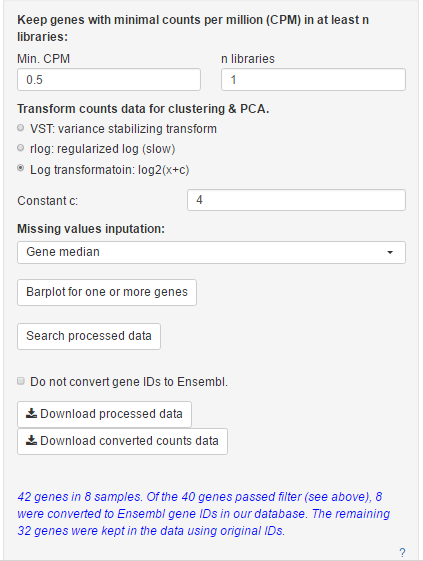 Keep genes with minimal counts per million (CPM) in at least n
libraries:
Min. CPM
n libraries
0.5
1
Transform counts data for clustering & PCA.
VST: variance stabilizing transform
rlog: regularized log (slow)
Log transformatoin: log2(x+c)
Constant c:
4
Missing values inputation:
Gene median
Barplot for one or more genes
Search processed data
Do not convert gene IDs to Ensembl.
Download processed data
Download converted counts data
42 genes in 8 samples. Of the 40 genes passed filter (see above), 8
were converted to Ensembl gene IDs in our database. The remaining
32 genes were kept in the data using original IDs.
?